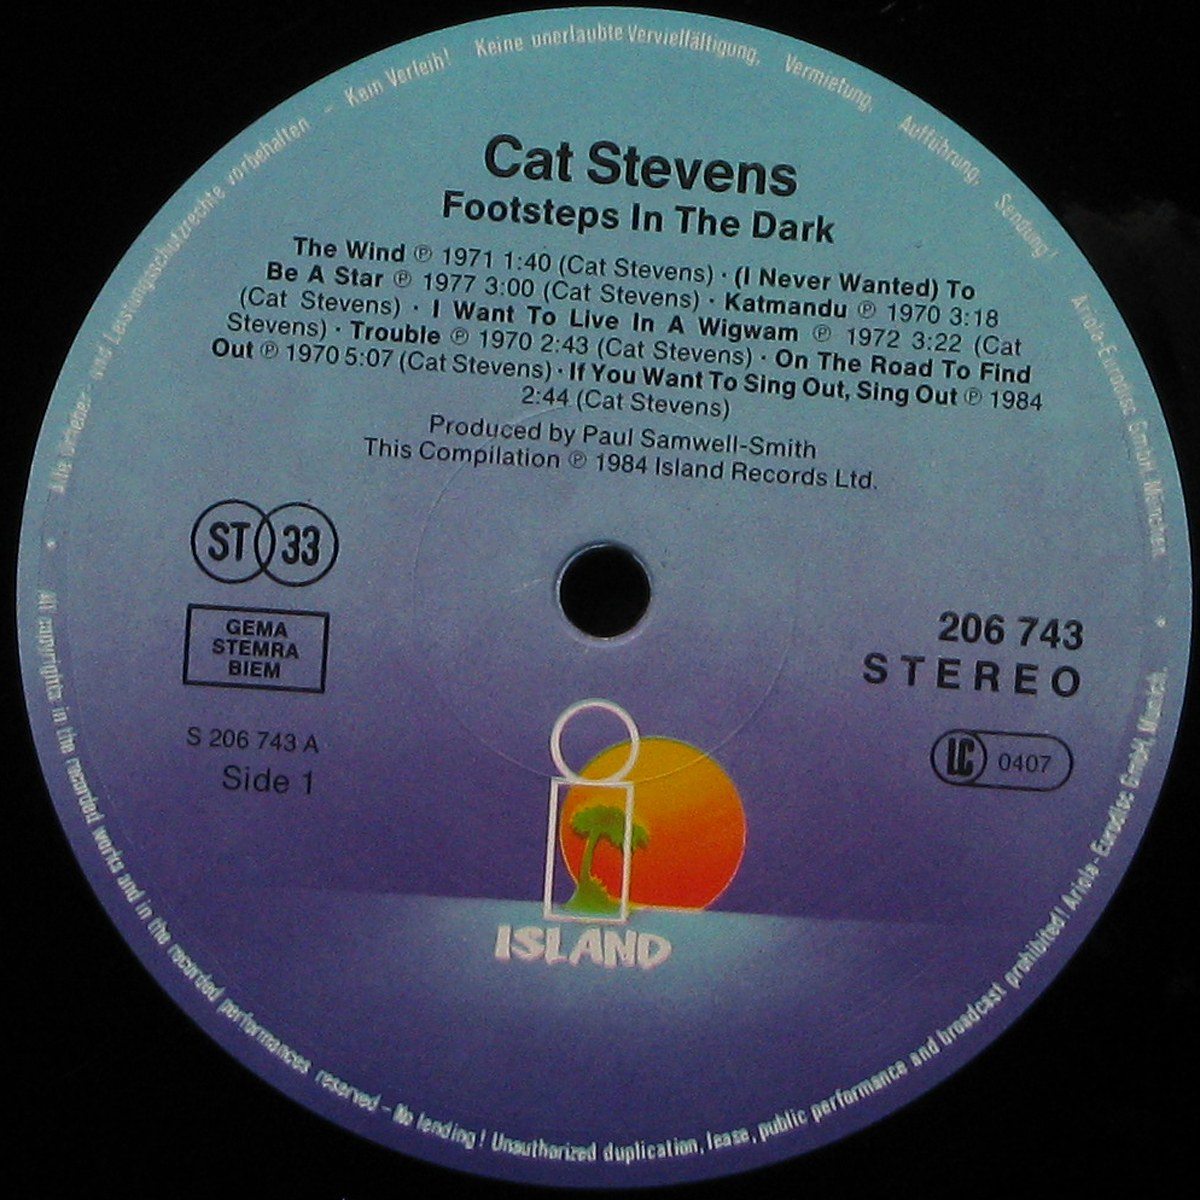 Alle Urheber- und Leistungsschutzrechte vorbehalten – Kein Verleih! Keine unerlaubte Vervielfältigung, Vermietung, Aufführung, Sendung! Ariola-Eurodisc GmbH, München.
Cat Stevens
Footsteps In The Dark
The Wind ℗ 1971 1:40 (Cat Stevens) · (I Never Wanted) To
Be A Star ℗ 1977 3:00 (Cat Stevens) · Katmandu ℗ 1970 3:18
(Cat Stevens) · I Want To Live In A Wigwam ℗ 1972 3:22 (Cat
Stevens) · Trouble ℗ 1970 2:43 (Cat Stevens) · On The Road To Find
Out ℗ 1970 5:07 (Cat Stevens) · If You Want To Sing Out, Sing Out ℗ 1984
2:44 (Cat Stevens)
Produced by Paul Samwell-Smith
This Compilation ℗ 1984 Island Records Ltd.
ST 33
GEMA
STEMRA
BIEM
206 743
STEREO
S 206 743 A
Side 1
LC 0407
ISLAND
All copyrights in the recorded works and in the recorded performances reserved – No lending! Unauthorized duplication, lease, public performance and broadcast prohibited! Ariola-Eurodisc GmbH, Munich.